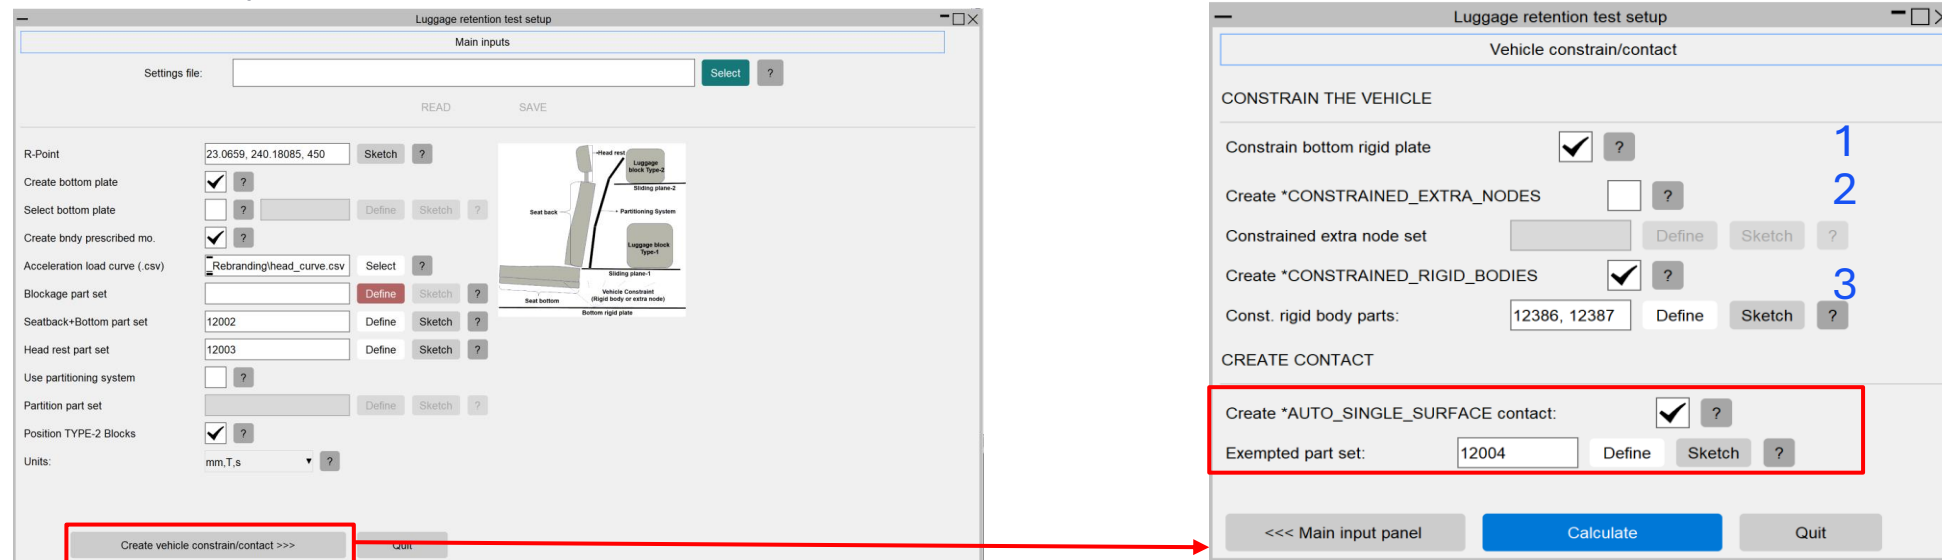 Luggage retention test setup
Main inputs
Settings file:
Select
?
READ
SAVE
R-Point
23.0659, 240.18085, 450
Sketch
?
Create bottom plate
?
Select bottom plate
?
Define
Sketch
?
Create bndy prescribed mo.
?
Acceleration load curve (.csv)
_Rebranding\head_curve.csv
Select
?
Blockage part set
Define
Sketch
?
Seatback+Bottom part set
12002
Define
Sketch
?
Head rest part set
12003
Define
Sketch
?
Use partitioning system
?
Partition part set
Define
Sketch
?
Position TYPE-2 Blocks
?
Units:
mm,T,s
?
Head rest
Luggage
block Type-2
Sliding plane-2
Seat back
Partitioning System
Luggage block
Type-1
Sliding plane-1
Seat bottom
Vehicle Constraint
(Rigid body or extra node)
Bottom rigid plate
Create vehicle constrain/contact >>>
Quit
Luggage retention test setup
Vehicle constrain/contact
CONSTRAIN THE VEHICLE
Constrain bottom rigid plate
?
1
Create *CONSTRAINED_EXTRA_NODES
?
2
Constrained extra node set
Define
Sketch
?
Create *CONSTRAINED_RIGID_BODIES
?
3
Const. rigid body parts:
12386, 12387
Define
Sketch
?
CREATE CONTACT
Create *AUTO_SINGLE_SURFACE contact:
?
Exempted part set:
12004
Define
Sketch
?
<<< Main input panel
Calculate
Quit